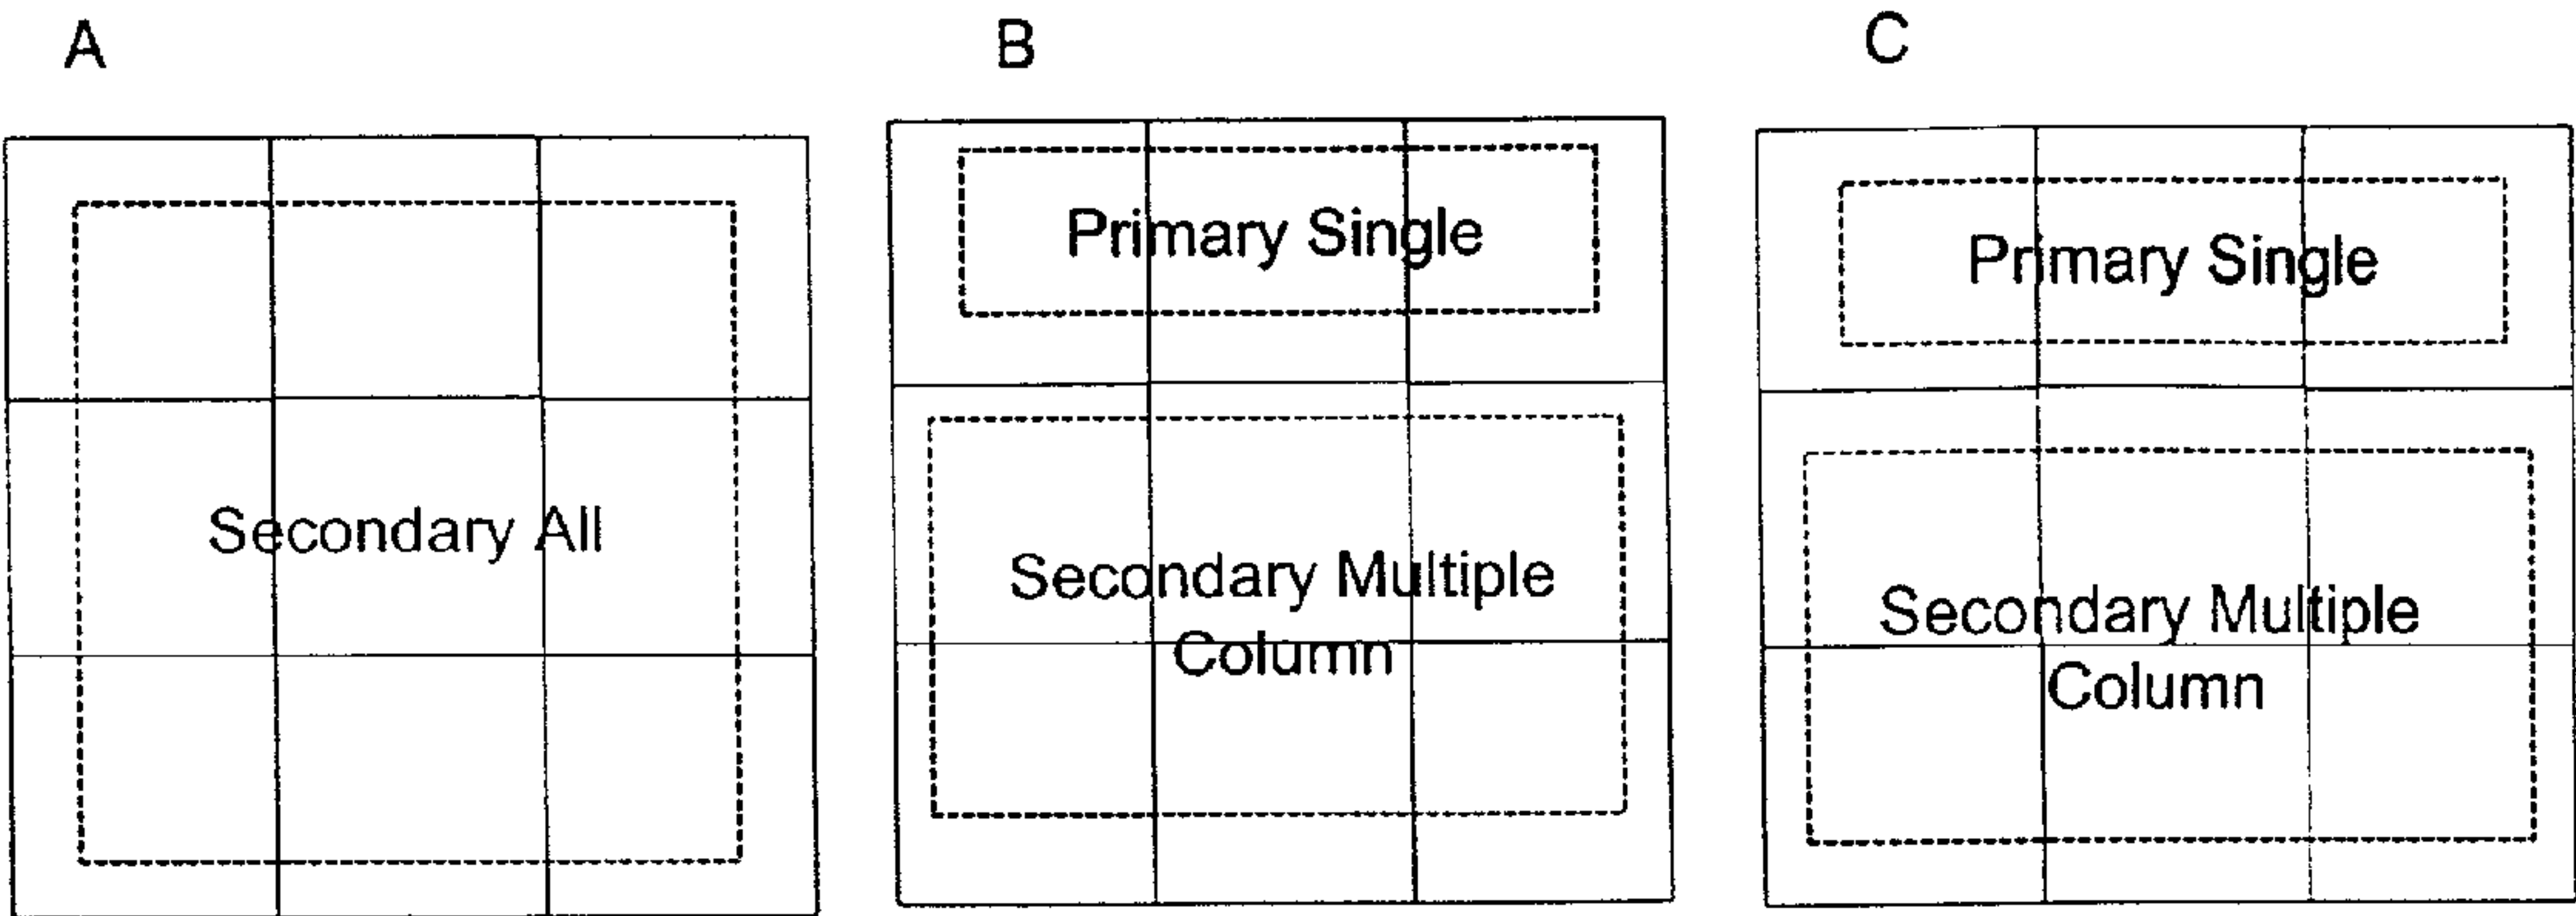 A
B
C
Secondary All
Primary Single
Secondary Multiple
Column
Primary Single
Secondary Multiple
Column